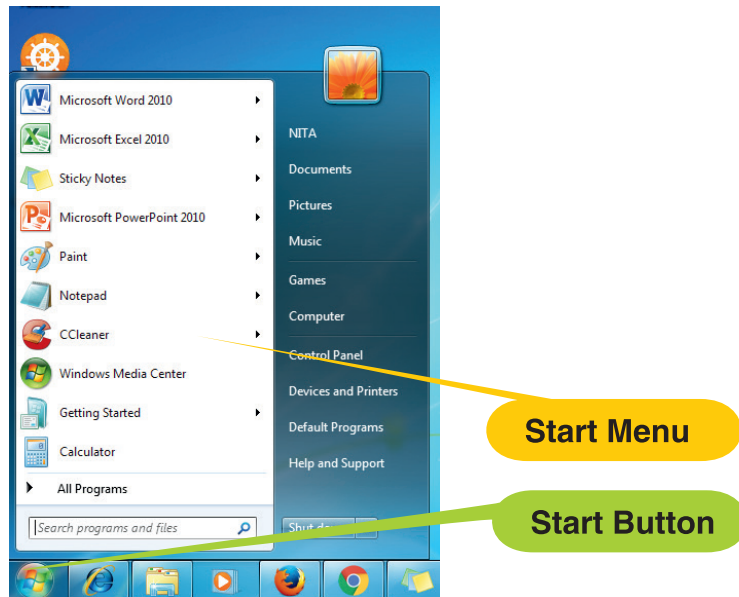 Microsoft Word 2010
Microsoft Excel 2010
Sticky Notes
Microsoft PowerPoint 2010
Paint
Notepad
CCleaner
Windows Media Center
Getting Started
Calculator
All Programs
Search programs and files
NITA
Documents
Pictures
Music
Games
Computer
Control Panel
Devices and Printers
Default Programs
Help and Support
Shut
Start Menu
Start Button